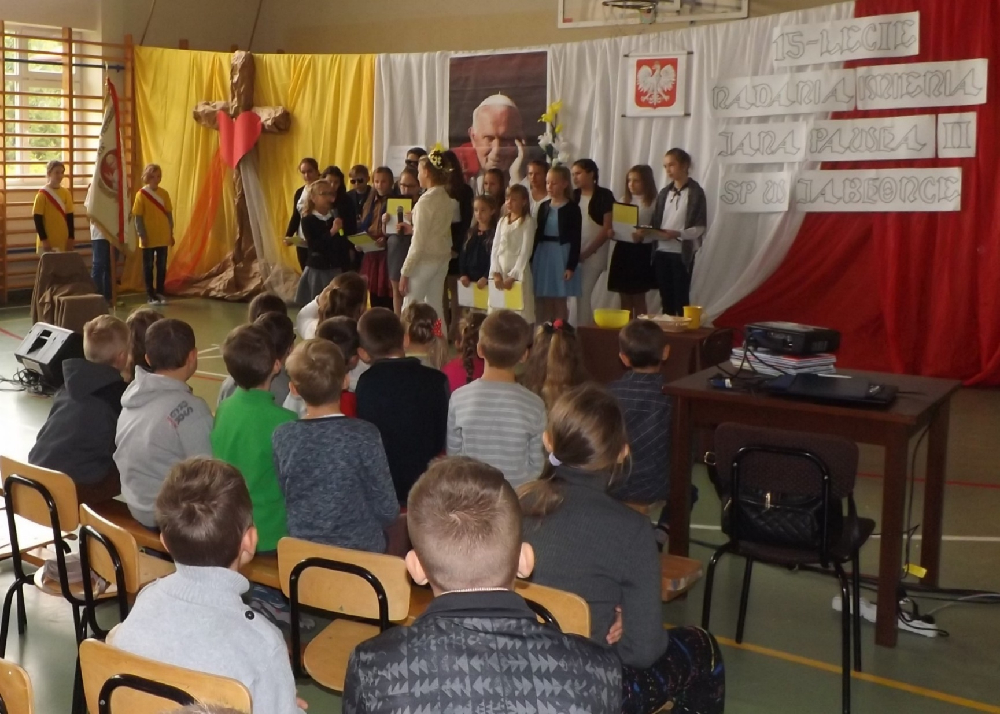 15-LECIE
NADANIA IMIENIA
JANA PAWŁA II
SP W JABŁONCE